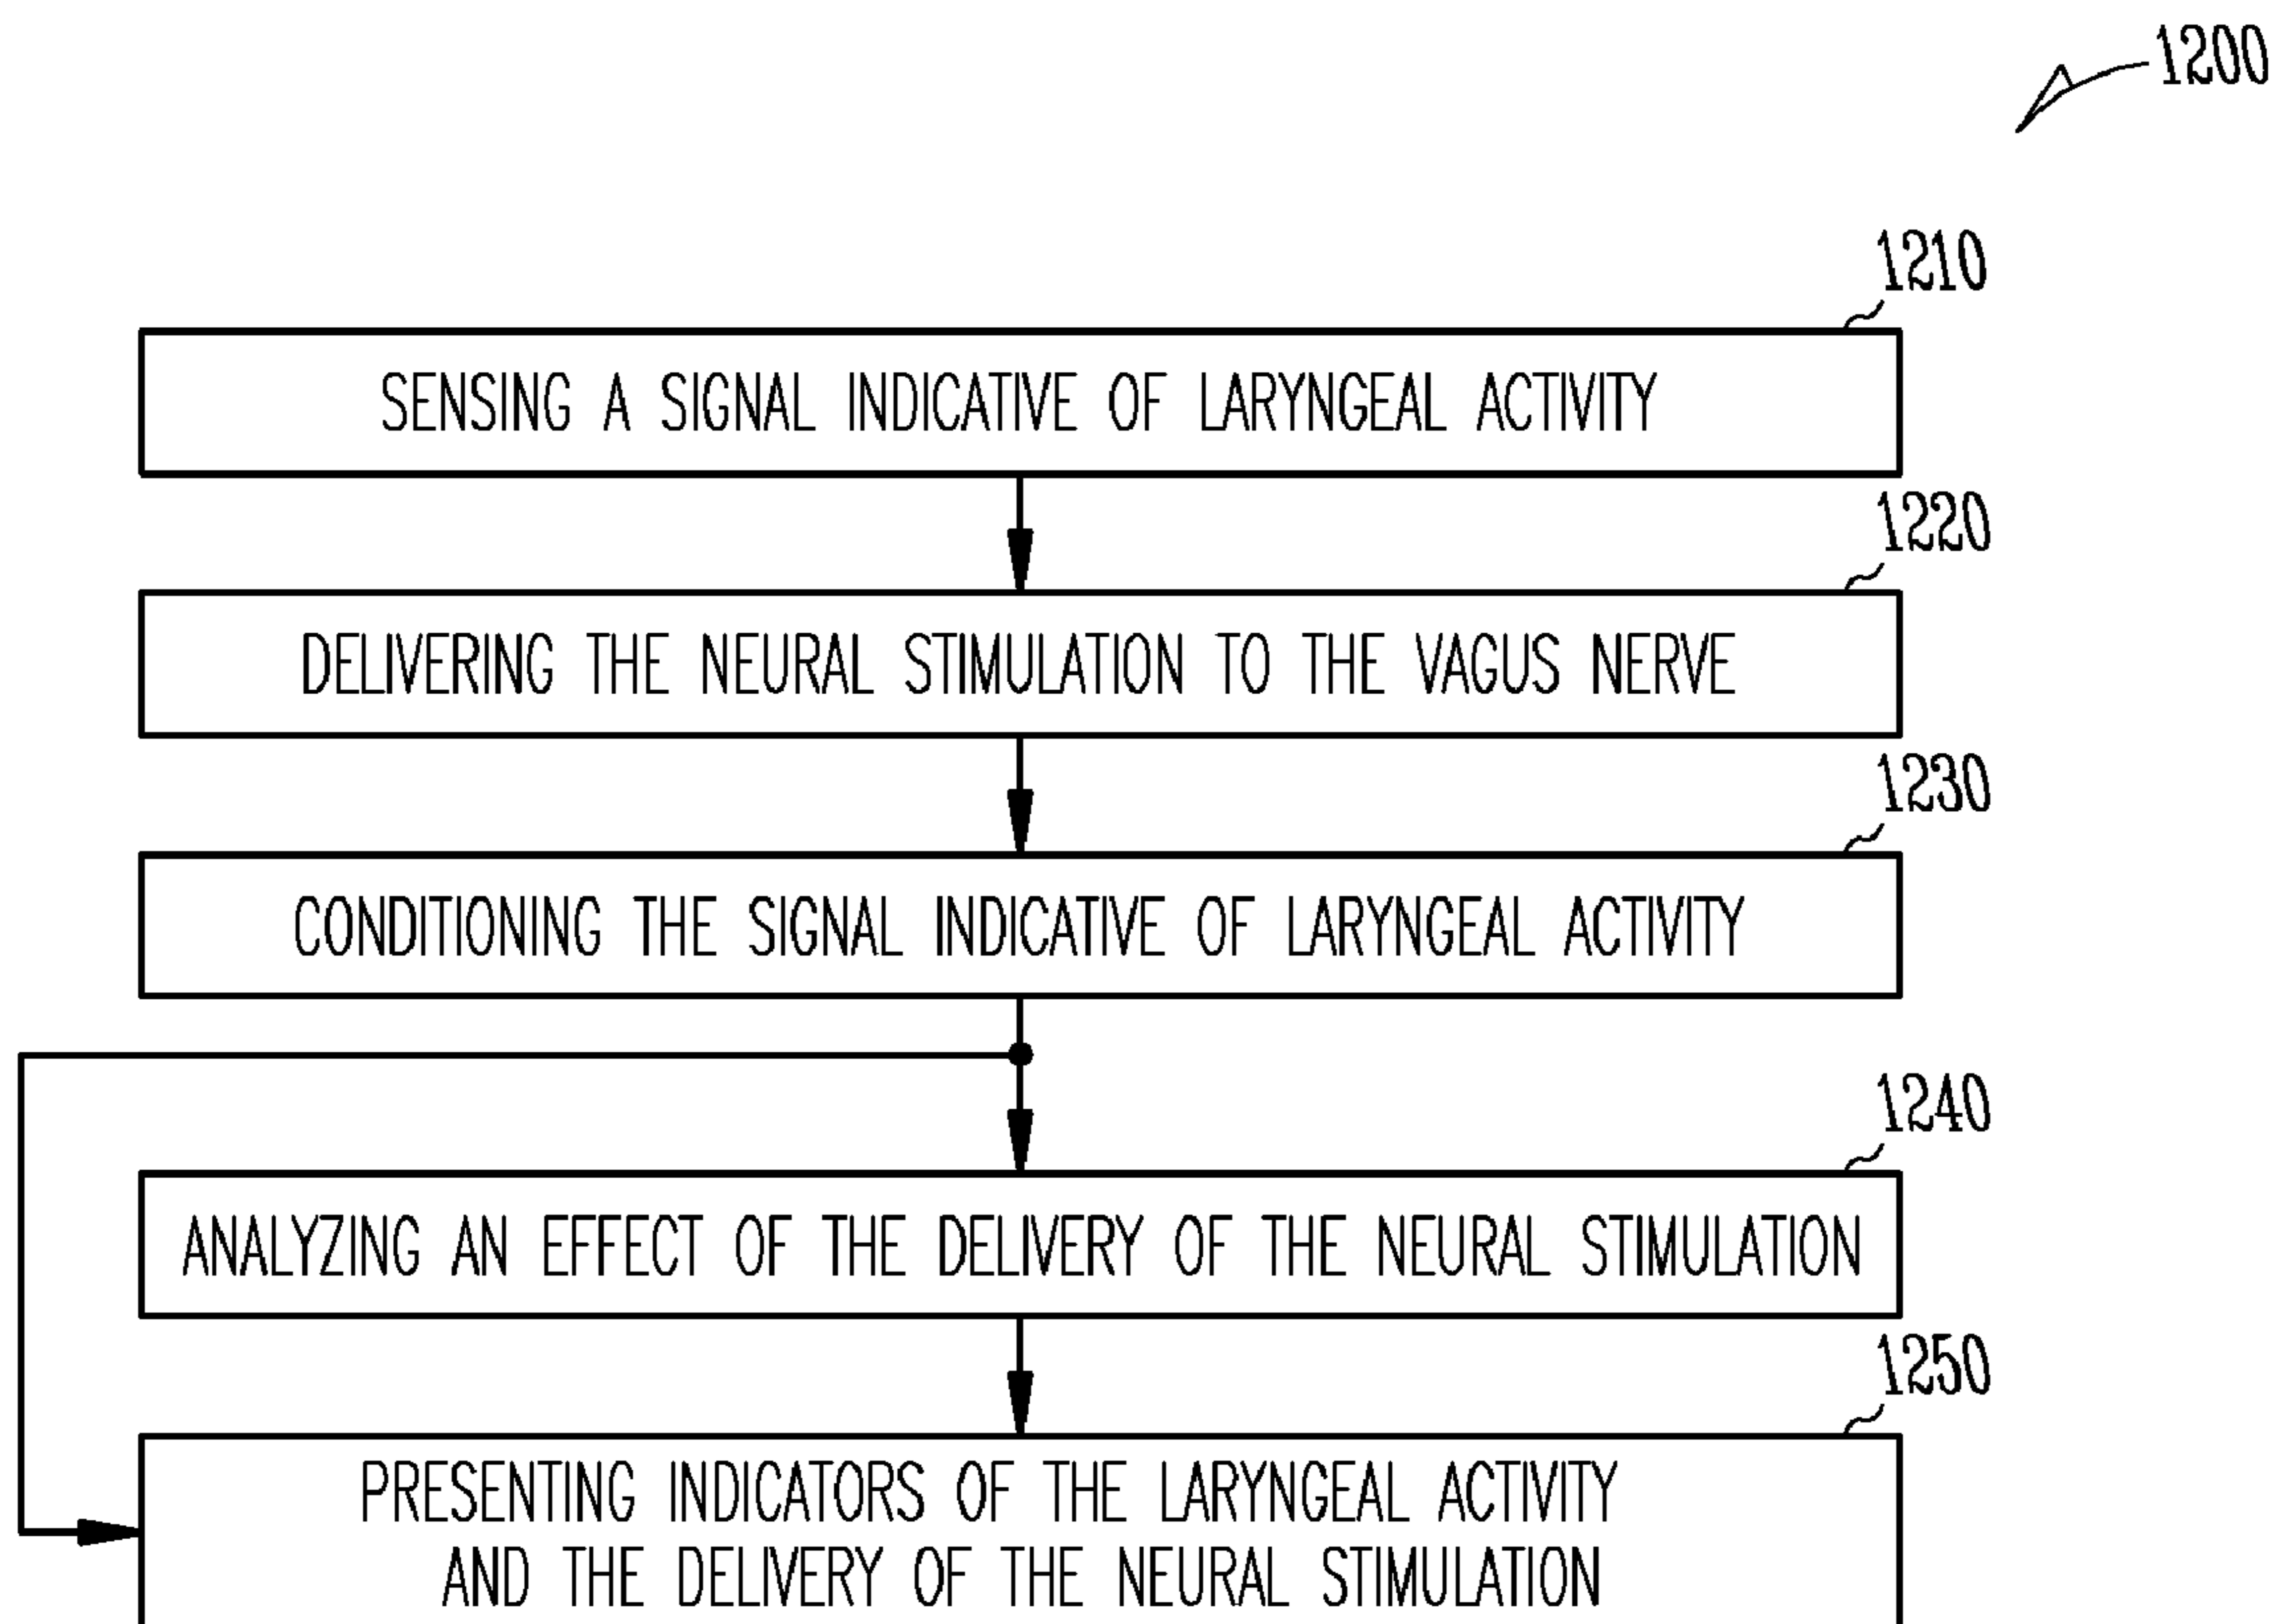 1200
1210
SENSING A SIGNAL INDICATIVE OF LARYNGEAL ACTIVITY
1220
DELIVERING THE NEURAL STIMULATION TO THE VAGUS NERVE
1230
CONDITIONING THE SIGNAL INDICATIVE OF LARYNGEAL ACTIVITY
1240
ANALYZING AN EFFECT OF THE DELIVERY OF THE NEURAL STIMULATION
1250
PRESENTING INDICATORS OF THE LARYNGEAL ACTIVITY
AND THE DELIVERY OF THE NEURAL STIMULATION